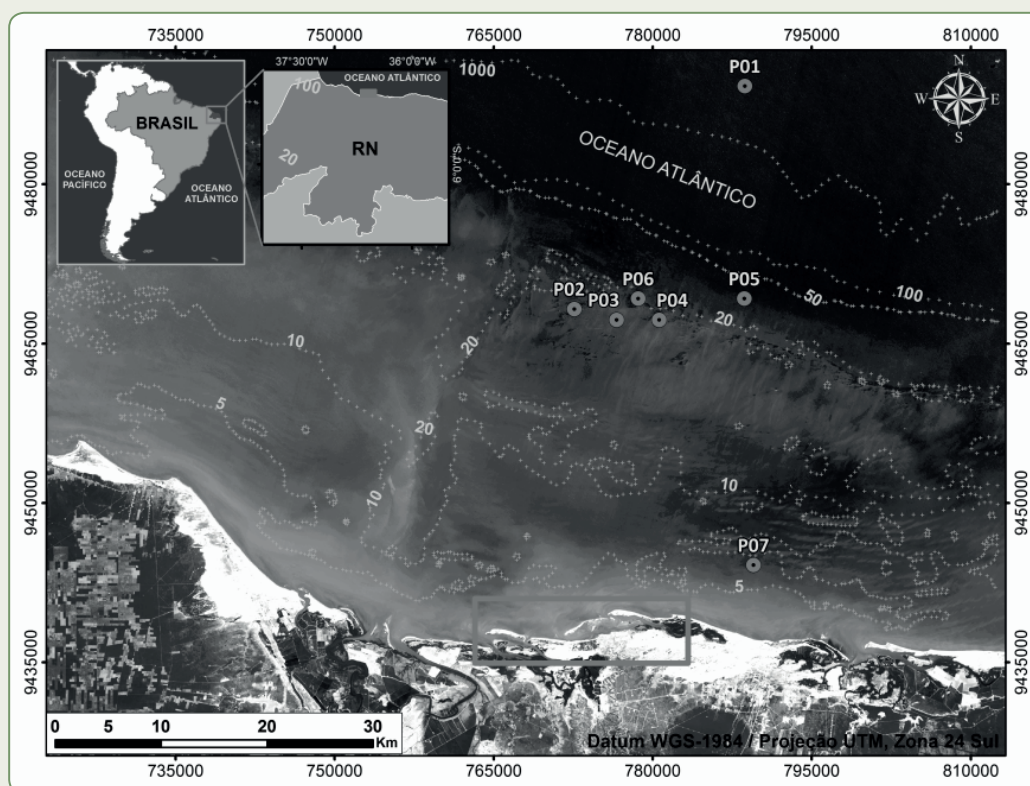 735000 750000 765000 780000 795000 810000
37°30'0"W 36°0'0"W
OCEANO ATLÂNTICO
100
1000
P01
N
W E
S
BRASIL
RN
OCEANO
PACÍFICO
OCEANO
ATLÂNTICO
20
6°0'0"S
OCEANO ATLÂNTICO
9480000
9480000
P02
P03
P06
P04
P05
20
50
100
9465000
9465000
10
20
5
20
10
10
9450000
9450000
P07
5
9435000
9435000
0 5 10 20 30
Km
Datum WGS-1984 / Projeção UTM, Zona 24 Sul
735000 750000 765000 780000 795000 810000